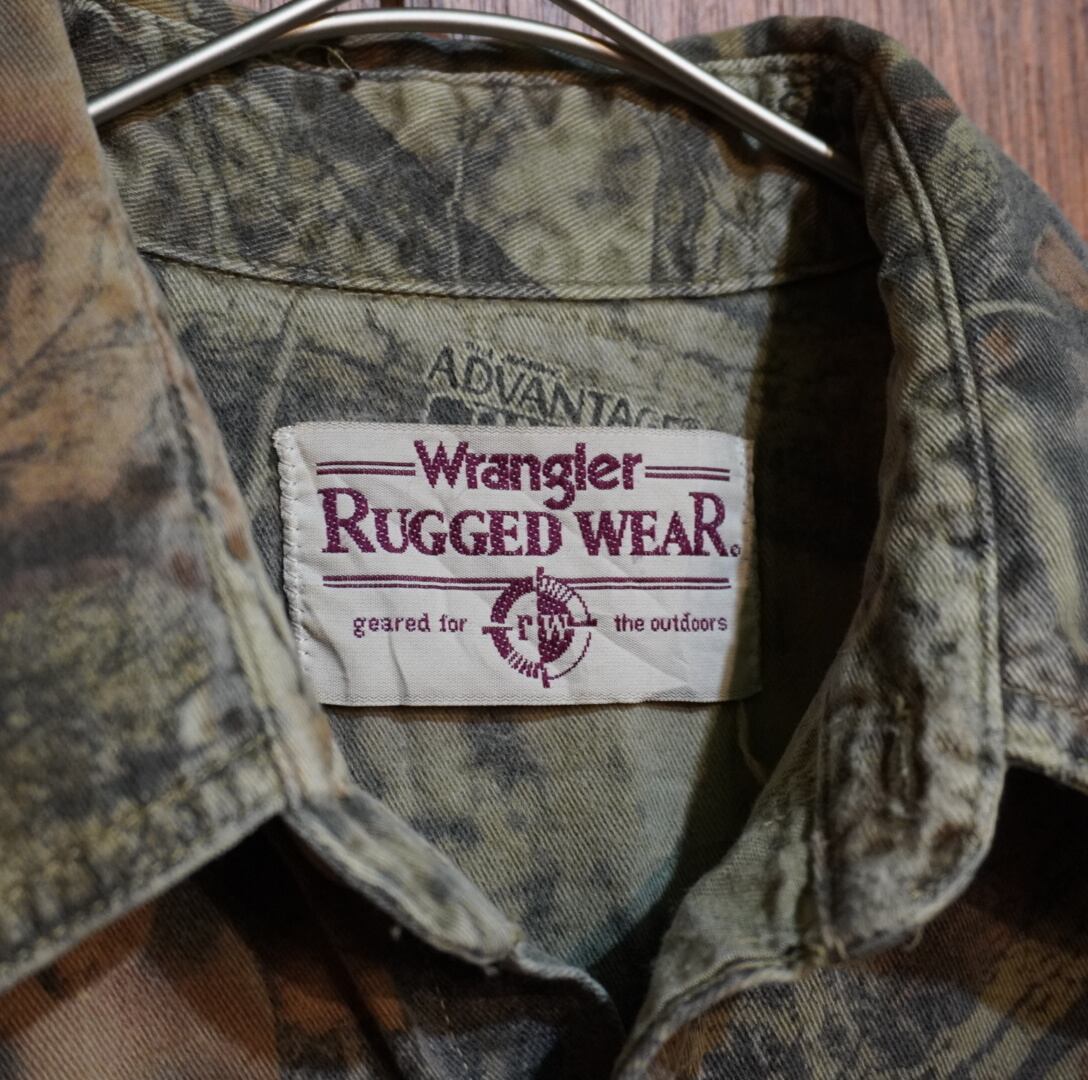 ADVANTAGE
Wrangler
RUGGED WEAR
geared for rw the outdoors